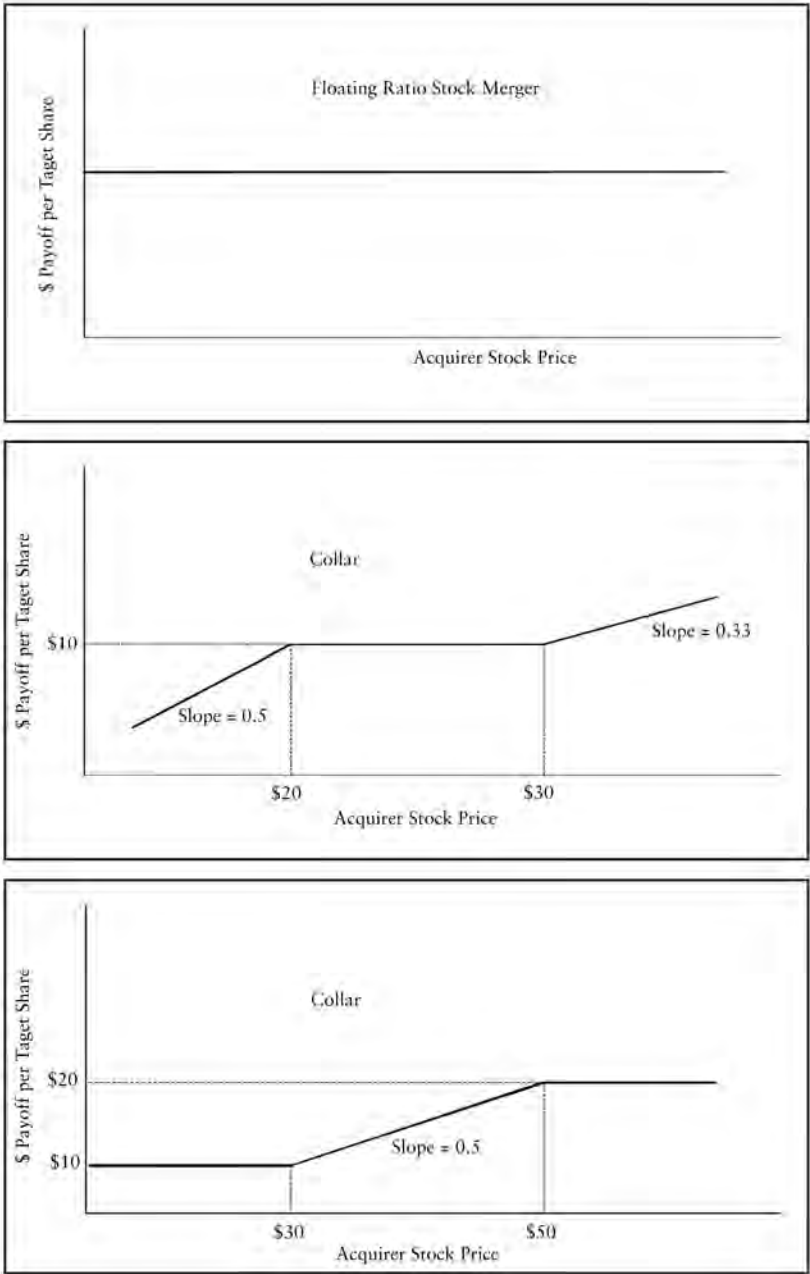 Floating Ratio Stock Merger
$ Payoff per Taget Share
Acquirer Stock Price
Collar
$ Payoff per Taget Share
$10
Slope = 0.5
Slope = 0.33
$20
$30
Acquirer Stock Price
Collar
$ Payoff per Taget Share
$20
$10
Slope = 0.5
$30
$50
Acquirer Stock Price